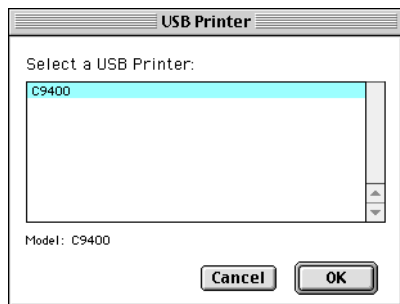 USB Printer
Select a USB Printer:
C9400
Model: C9400
Cancel OK